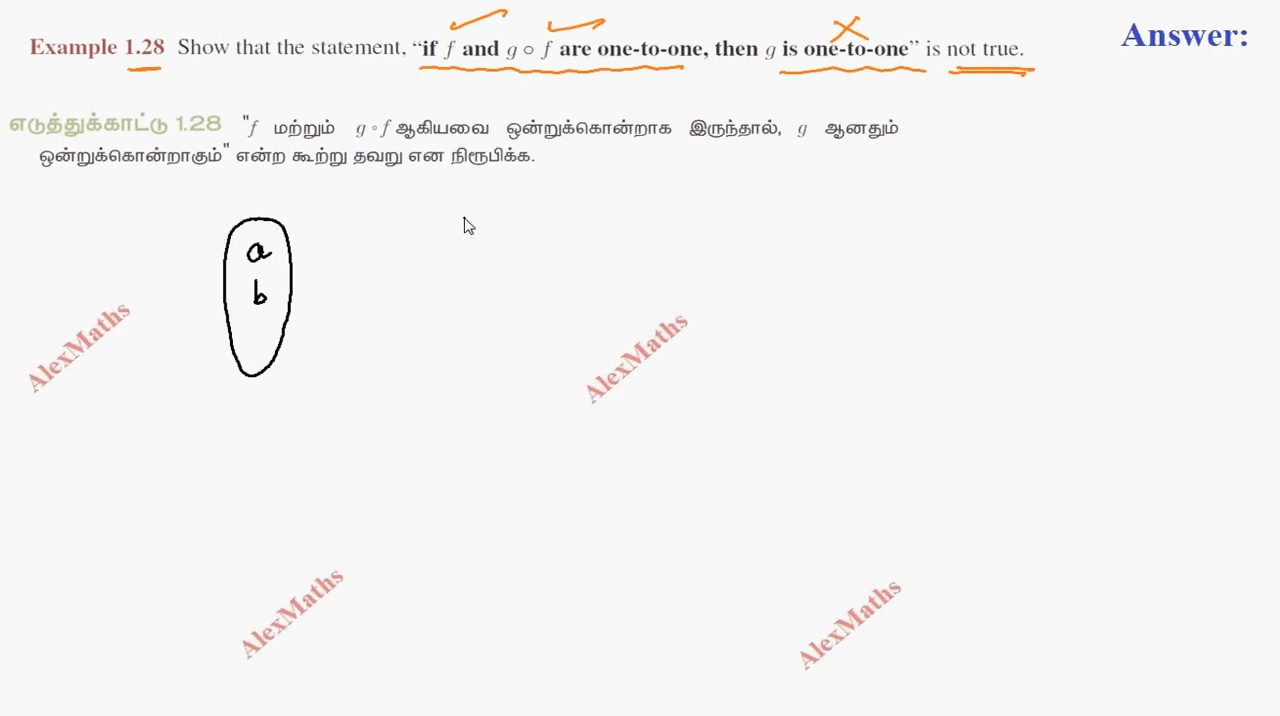 Example 1.28 Show that the statement, “if f and g ∘ f are one-to-one, then g is one-to-one” is not true.
Answer:
எடுத்துக்காட்டு 1.28 "f மற்றும் g ∘ f ஆகியவை ஒன்றுக்கொன்றாக இருந்தால், g ஆனதும்
ஒன்றுக்கொன்றாகும்" என்ற கூற்று தவறு என நிரூபிக்க.
a
b
AlexMaths
AlexMaths
AlexMaths
AlexMaths